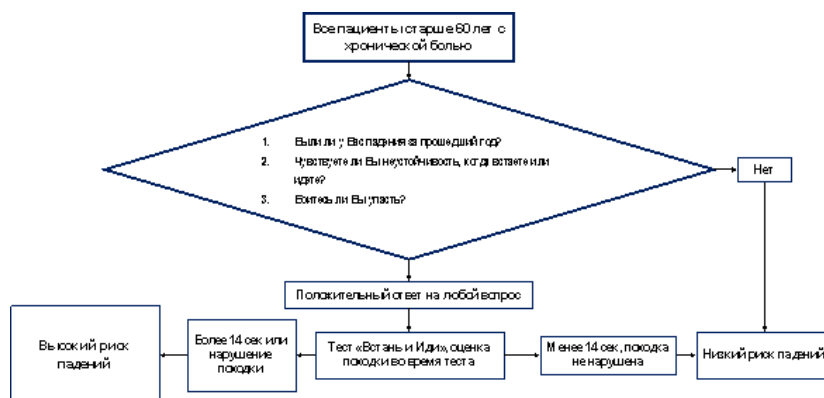 Все пациенты старше 60 лет с
хронической болью
1. Были ли у Вас падения за прошедший год?
2. Чувствуете ли Вы неустойчивость, когда встаете или
идете?
3. Боитесь ли Вы упасть?
Нет
Положительный ответ на любой вопрос
Высокий риск
падений
Более 14 сек или
нарушение
походки
Тест «Встань и Иди», оценка
походки во время теста
Менее 14 сек, походка
не нарушена
Низкий риск падений